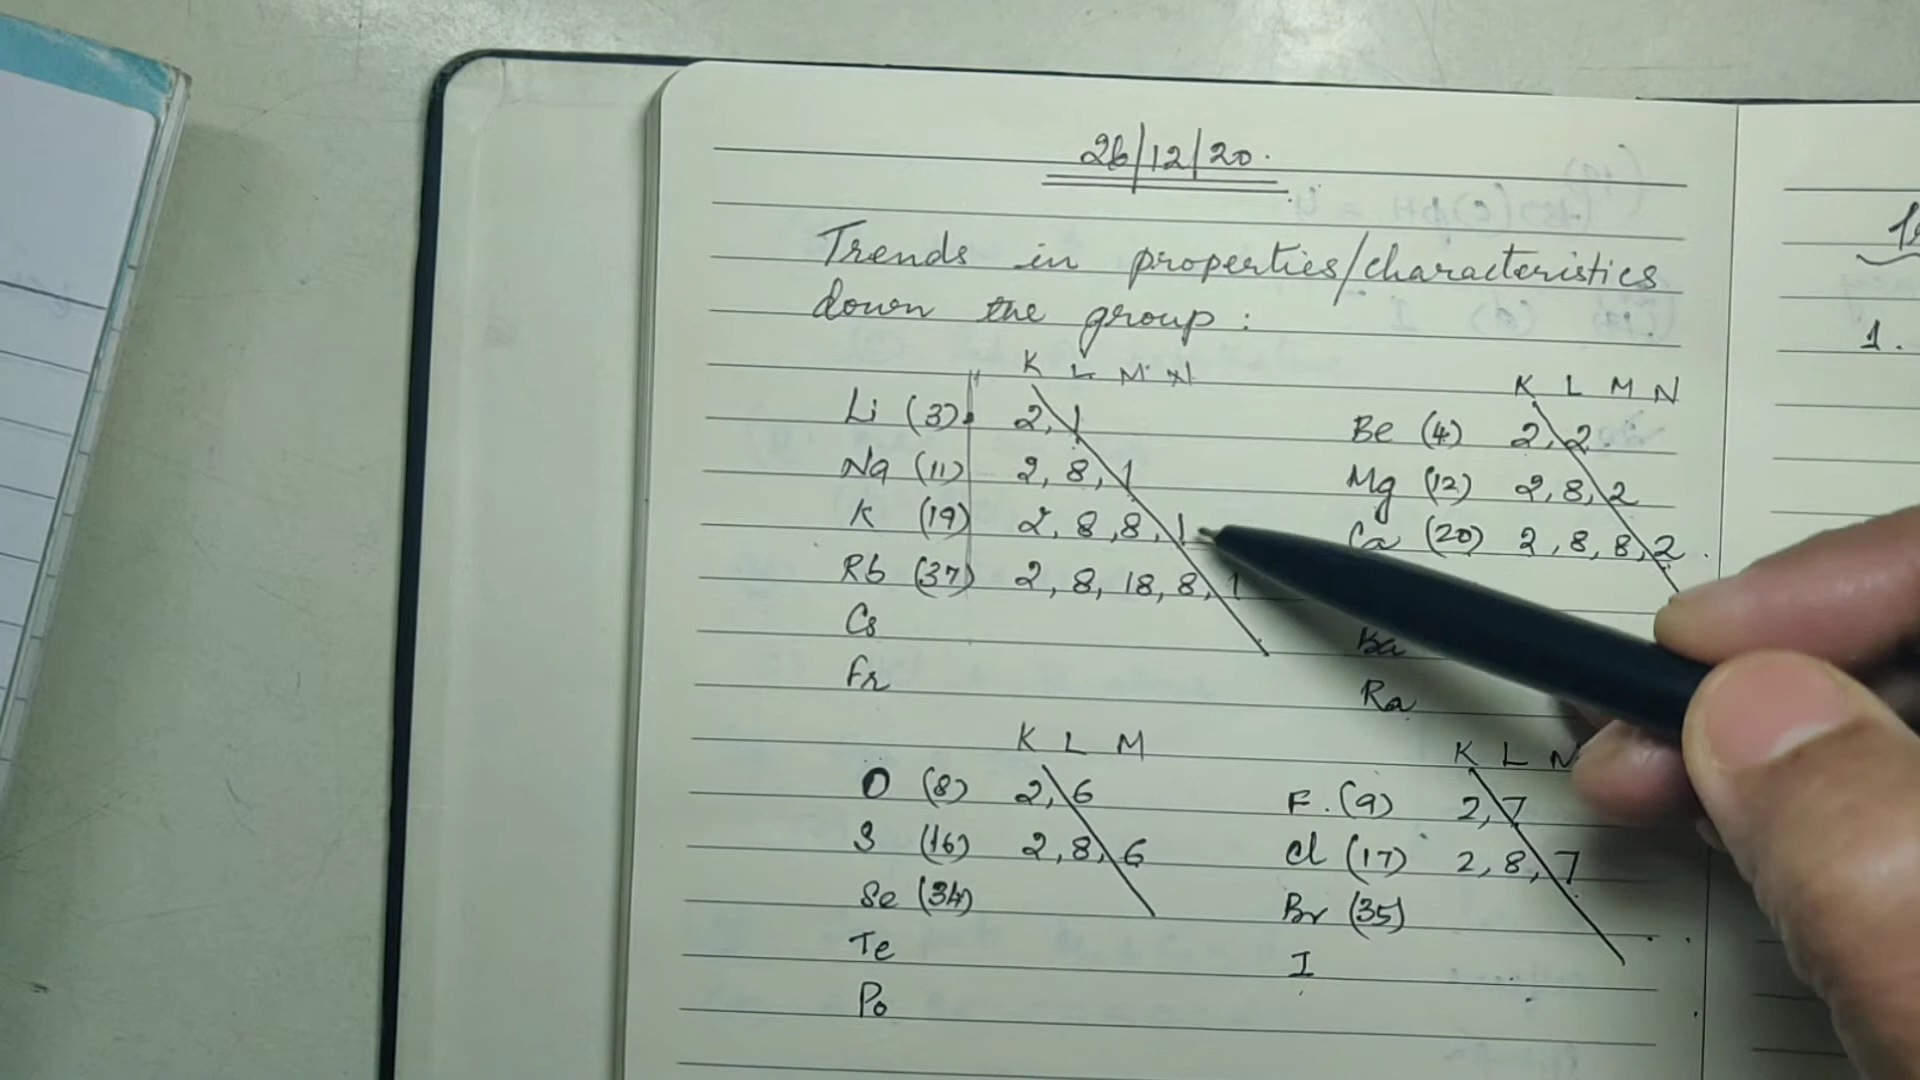 26/12/20.
Trends in properties/characteristics
down the group :
K L M N
Li (3) 2, 1
Na (11) 2, 8, 1
K (19) 2, 8, 8, 1
Rb (37) 2, 8, 18, 8, 1
Cs
Fr
K L M N
Be (4) 2, 2
Mg (12) 2, 8, 2
Ca (20) 2, 8, 8, 2
Ba
Ra
K L M
O (8) 2, 6
S (16) 2, 8, 6
Se (34)
Te
Po
K L M
F. (9) 2, 7
Cl (17) 2, 8, 7
Br (35)
I
1.